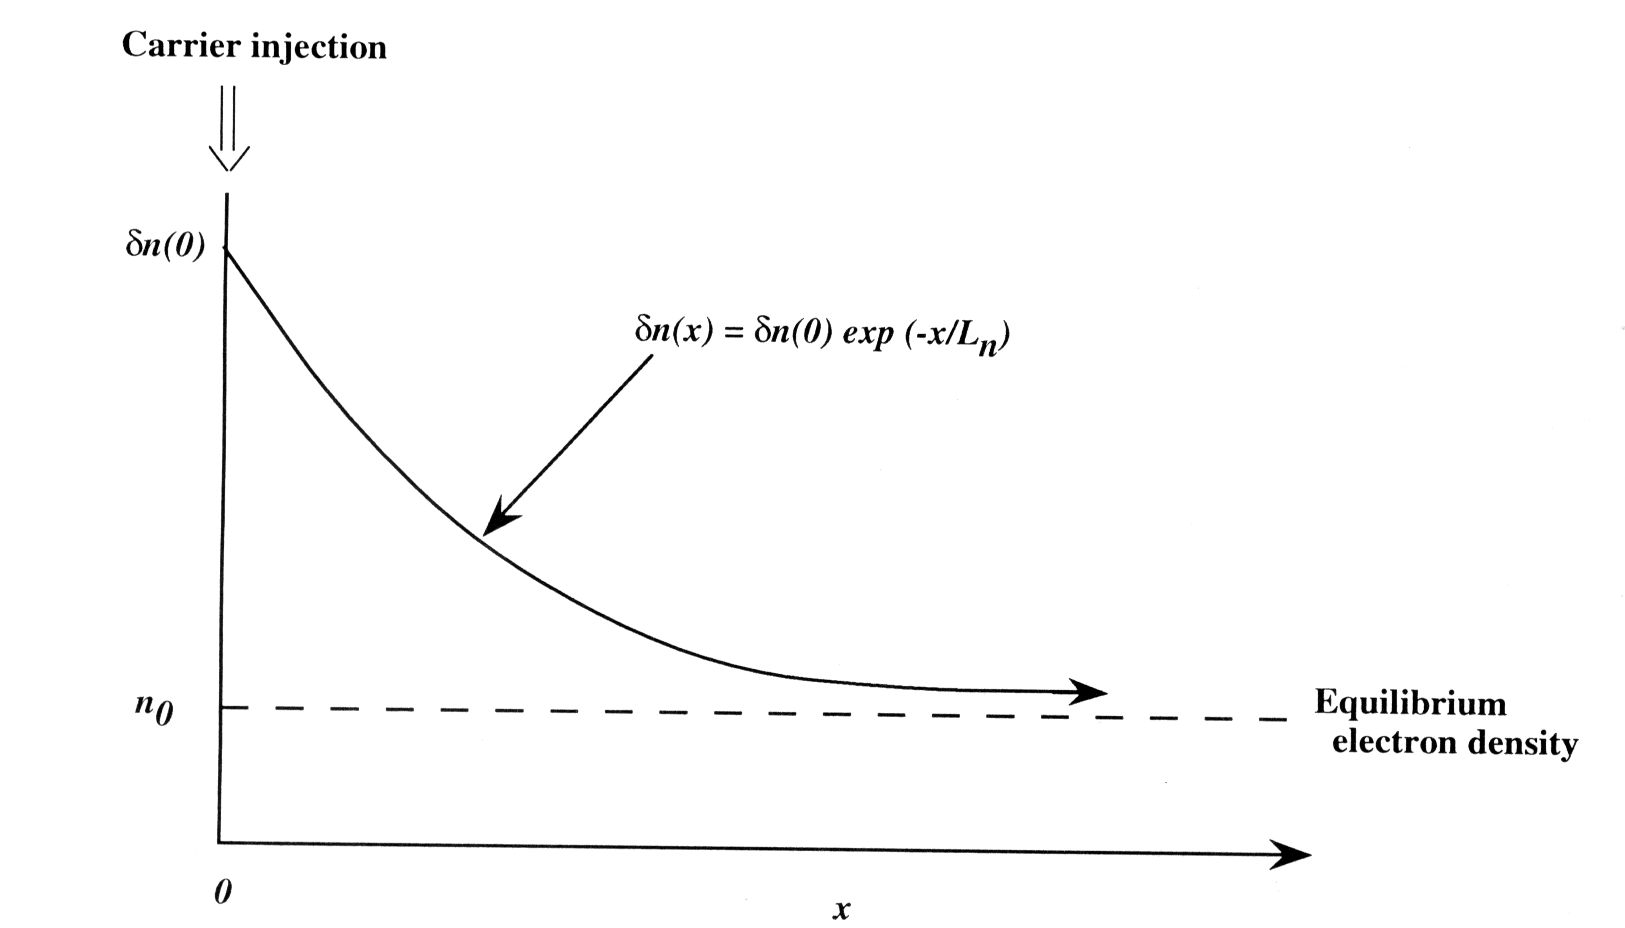 Carrier injection
δn(0)
δn(x) = δn(0) exp (-x/Lₙ)
n₀
Equilibrium
electron density
0
x